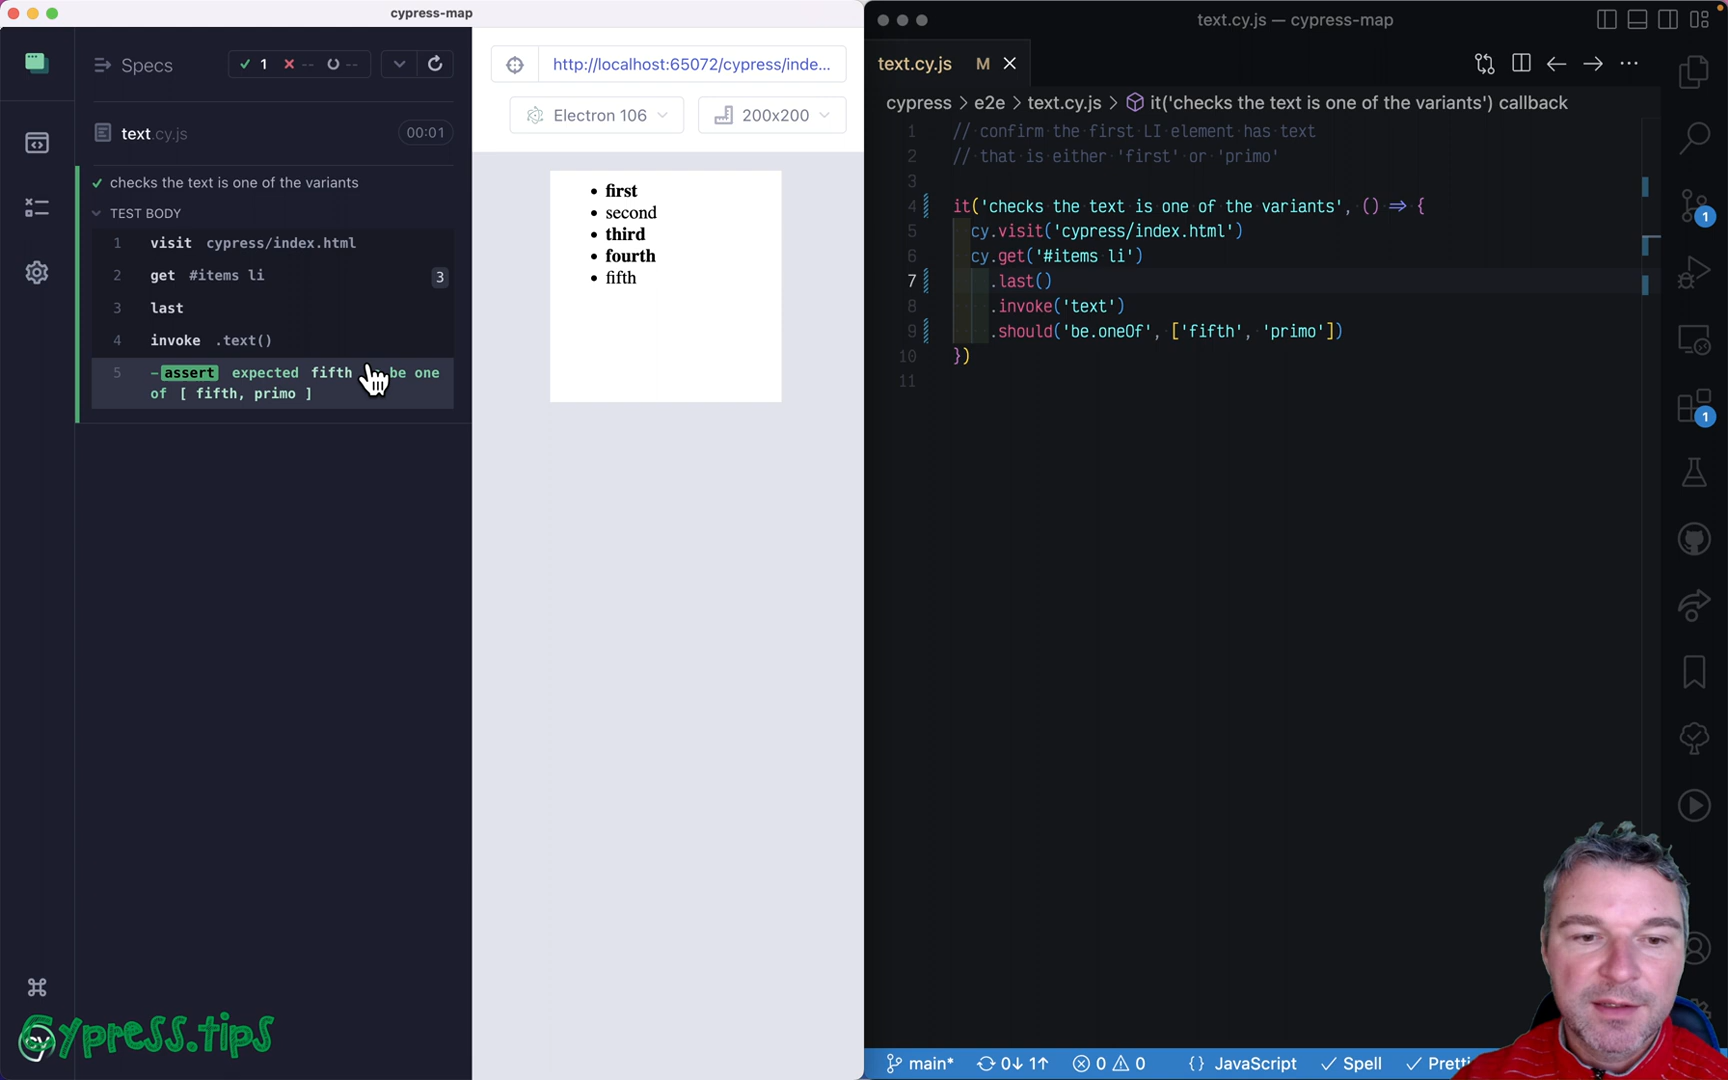 cypress-map
Specs
1
--
--
text.cy.js
00:01
checks the text is one of the variants
TEST BODY
1 visit cypress/index.html
2 get #items li 3
3 last
4 invoke .text()
5 -assert expected fifth be one
of [ fifth, primo ]
Cypress.tips
http://localhost:65072/cypress/inde...
Electron 106
200x200
• first
• second
• third
• fourth
• fifth
text.cy.js — cypress-map
text.cy.js M
cypress > e2e > text.cy.js > it('checks the text is one of the variants') callback
1 // confirm the first LI element has text
2 // that is either 'first' or 'primo'
3
4 it('checks the text is one of the variants', () => {
5 cy.visit('cypress/index.html')
6 cy.get('#items li')
7 .last()
8 .invoke('text')
9 .should('be.oneOf', ['fifth', 'primo'])
10 })
11
1
1
main* 0↓ 1↑ 0 0 {} JavaScript Spell